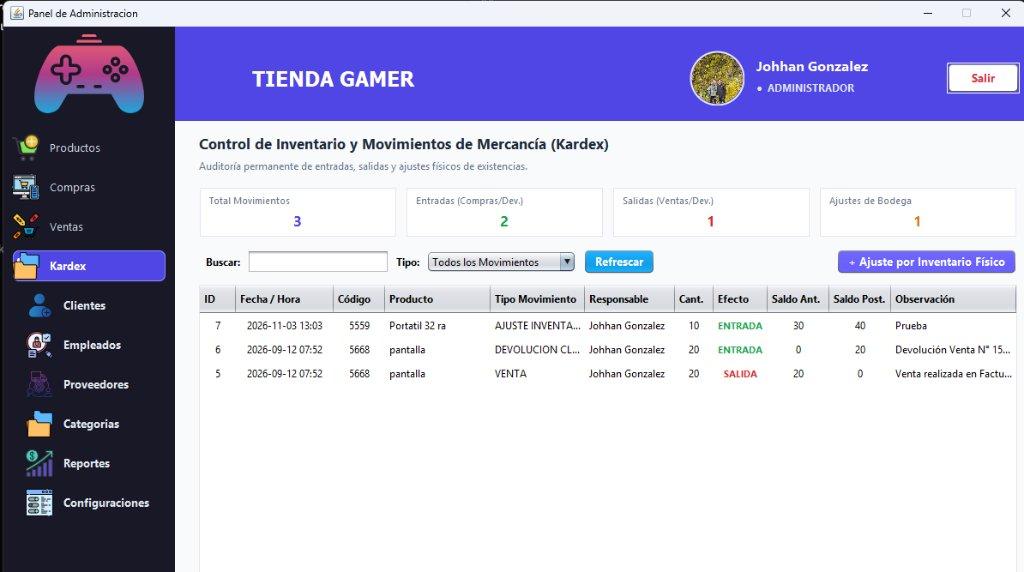 Panel de Administracion
TIENDA GAMER
Johhan Gonzalez
● ADMINISTRADOR
Salir
Productos
Compras
Ventas
Kardex
Clientes
Empleados
Proveedores
Categorias
Reportes
Configuraciones
Control de Inventario y Movimientos de Mercancía (Kardex)
Auditoría permanente de entradas, salidas y ajustes físicos de existencias.
Total Movimientos
3
Entradas (Compras/Dev.)
2
Salidas (Ventas/Dev.)
1
Ajustes de Bodega
1
Buscar: Tipo: Todos los Movimientos Refrescar + Ajuste por Inventario Físico
ID Fecha / Hora Código Producto Tipo Movimiento Responsable Cant. Efecto Saldo Ant. Saldo Post. Observación
7 2026-11-03 13:03 5559 Portatil 32 ra AJUSTE INVENTA... Johhan Gonzalez 10 ENTRADA 30 40 Prueba
6 2026-09-12 07:52 5668 pantalla DEVOLUCION CL... Johhan Gonzalez 20 ENTRADA 0 20 Devolución Venta N° 15...
5 2026-09-12 07:52 5668 pantalla VENTA Johhan Gonzalez 20 SALIDA 20 0 Venta realizada en Factu...